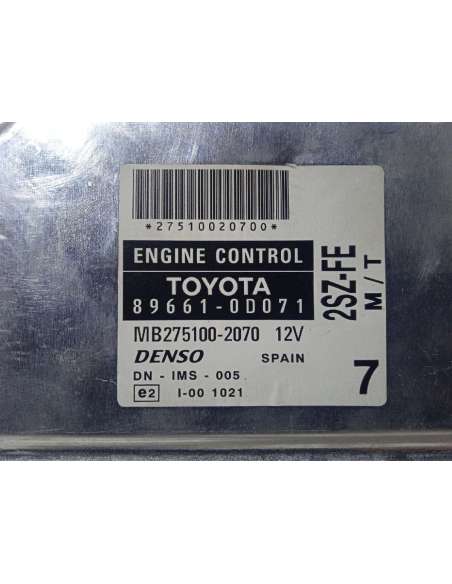 *27510020700*
ENGINE CONTROL
TOYOTA
89661-0D071
MB275100-2070 12V
DENSO SPAIN
DN - IMS - 005
e2 I-00 1021
2SZ-FE
M/T
7